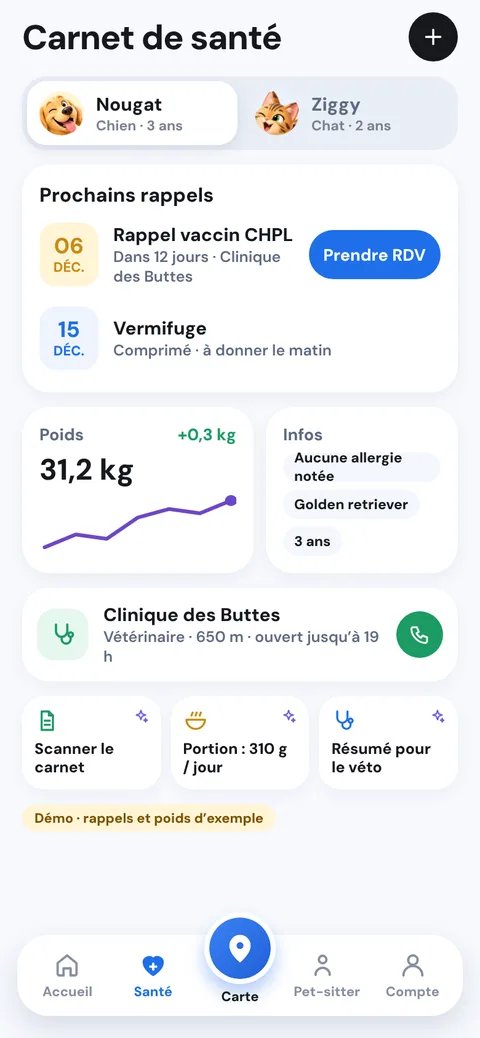 Carnet de santé
Nougat
Chien · 3 ans
Ziggy
Chat · 2 ans
Prochains rappels
06
DÉC.
Rappel vaccin CHPL
Dans 12 jours · Clinique
des Buttes
Prendre RDV
15
DÉC.
Vermifuge
Comprimé · à donner le matin
Poids
+0,3 kg
31,2 kg
Infos
Aucune allergie
notée
Golden retriever
3 ans
Clinique des Buttes
Vétérinaire · 650 m · ouvert jusqu’à 19
h
Scanner le
carnet
Portion : 310 g
/ jour
Résumé pour
le véto
Démo · rappels et poids d’exemple
Accueil
Santé
Carte
Pet-sitter
Compte